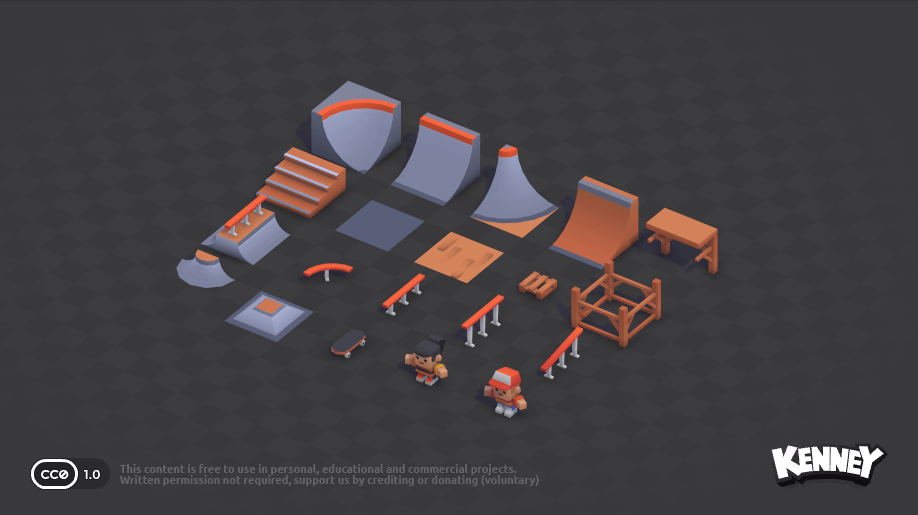 CC0 1.0
This content is free to use in personal, educational and commercial projects.
Written permission not required, support us by crediting or donating (voluntary)
KENNEY